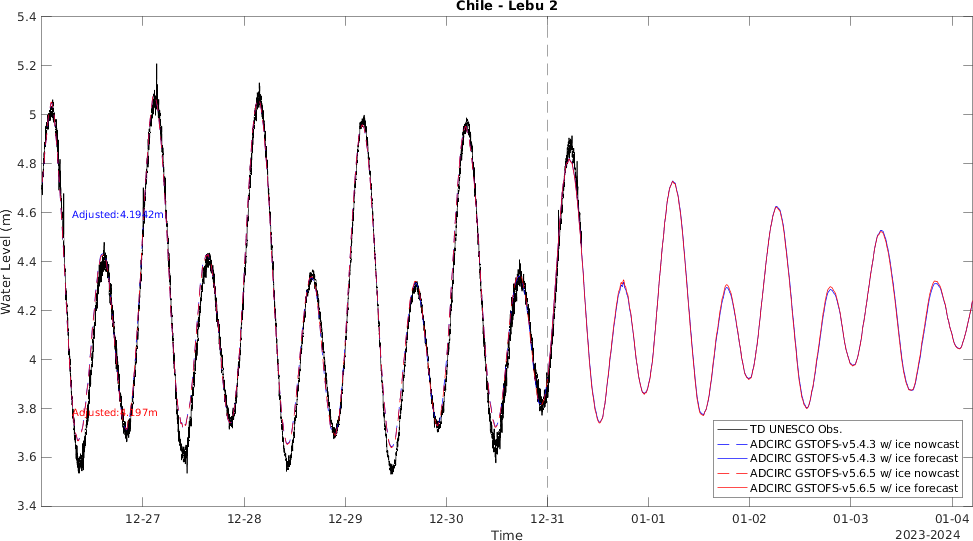 Chile - Lebu 2
5.4
5.2
5
4.8
4.6
4.4
4.2
4
3.8
3.6
3.4
Water Level (m)
Adjusted:4.1942m
Adjusted:4.197m
TD UNESCO Obs.
ADCIRC GSTOFS-v5.4.3 w/ ice nowcast
ADCIRC GSTOFS-v5.4.3 w/ ice forecast
ADCIRC GSTOFS-v5.6.5 w/ ice nowcast
ADCIRC GSTOFS-v5.6.5 w/ ice forecast
12-27
12-28
12-29
12-30
12-31
01-01
01-02
01-03
01-04
Time
2023-2024